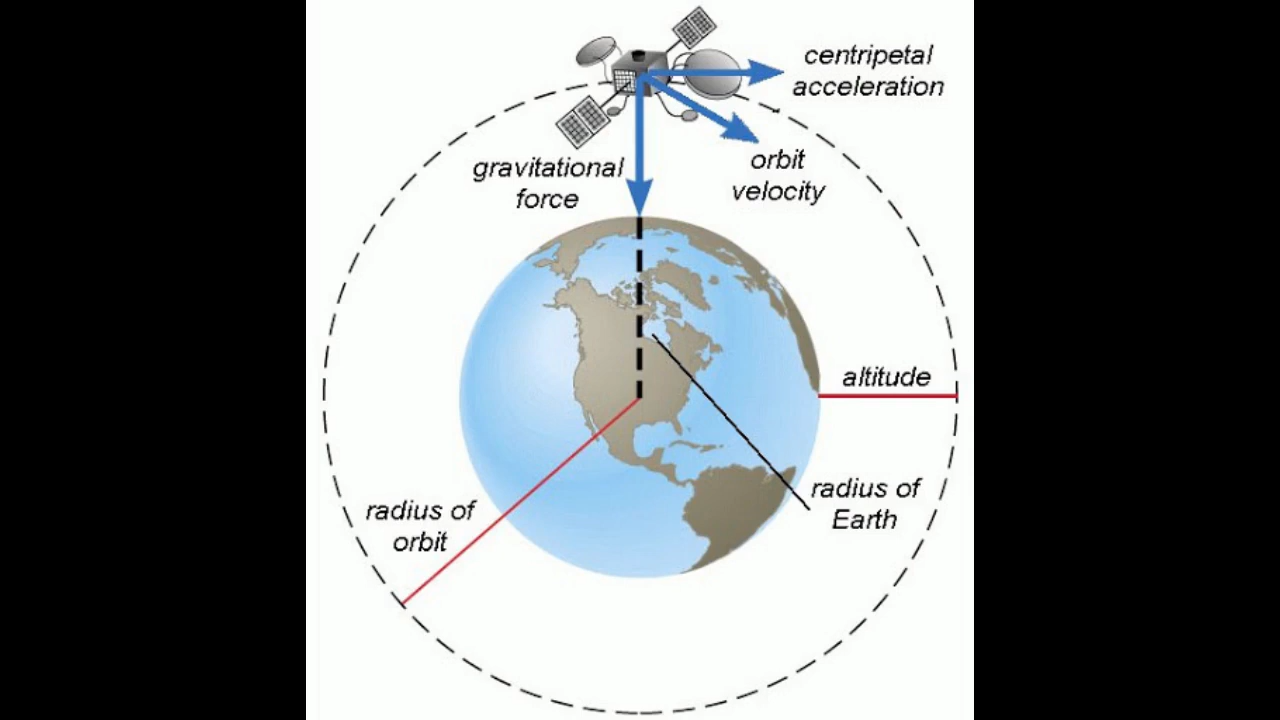 centripetal
acceleration
gravitational
force
orbit
velocity
altitude
radius of
orbit
radius of
Earth